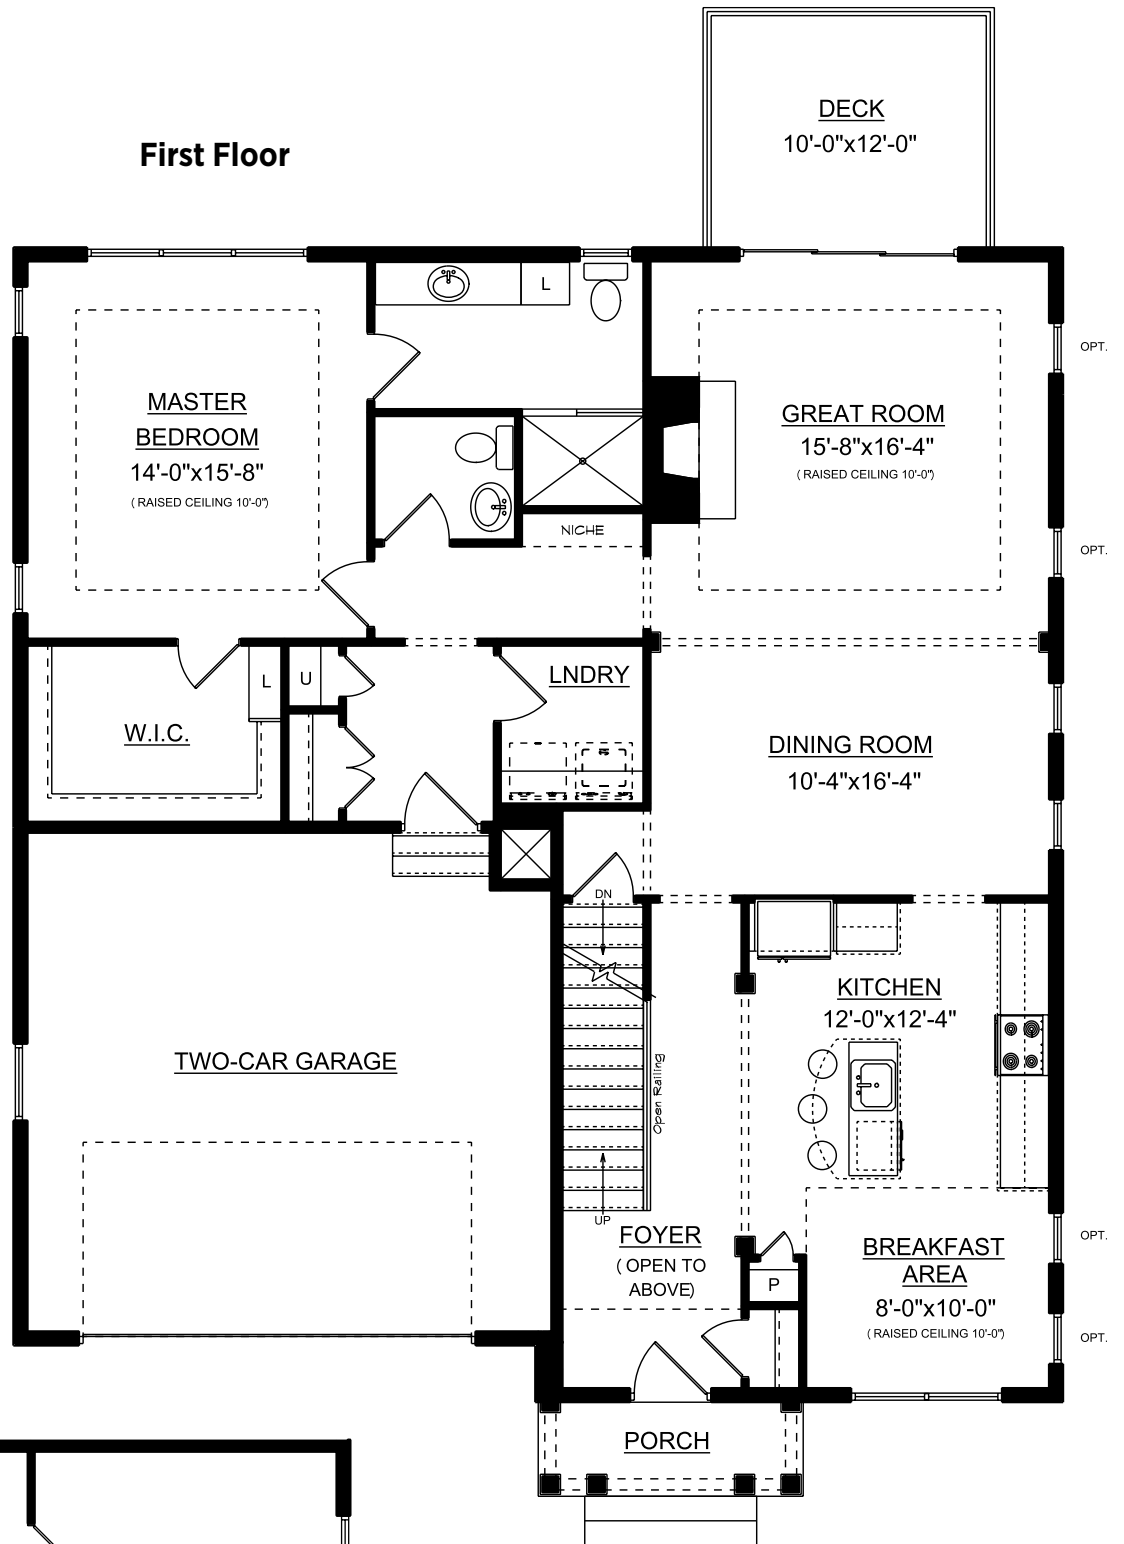 DECK
10'-0"x12'-0"
First Floor
L
OPT.
MASTER
BEDROOM
14'-0"x15'-8"
( RAISED CEILING 10'-0")
GREAT ROOM
15'-8"x16'-4"
( RAISED CEILING 10'-0")
NICHE
OPT.
L
U
LNDRY
W.I.C.
DINING ROOM
10'-4"x16'-4"
DN
KITCHEN
12'-0"x12'-4"
TWO-CAR GARAGE
Open Railing
UP
FOYER
( OPEN TO
ABOVE)
OPT.
BREAKFAST
AREA
8'-0"x10'-0"
( RAISED CEILING 10'-0")
P
OPT.
PORCH